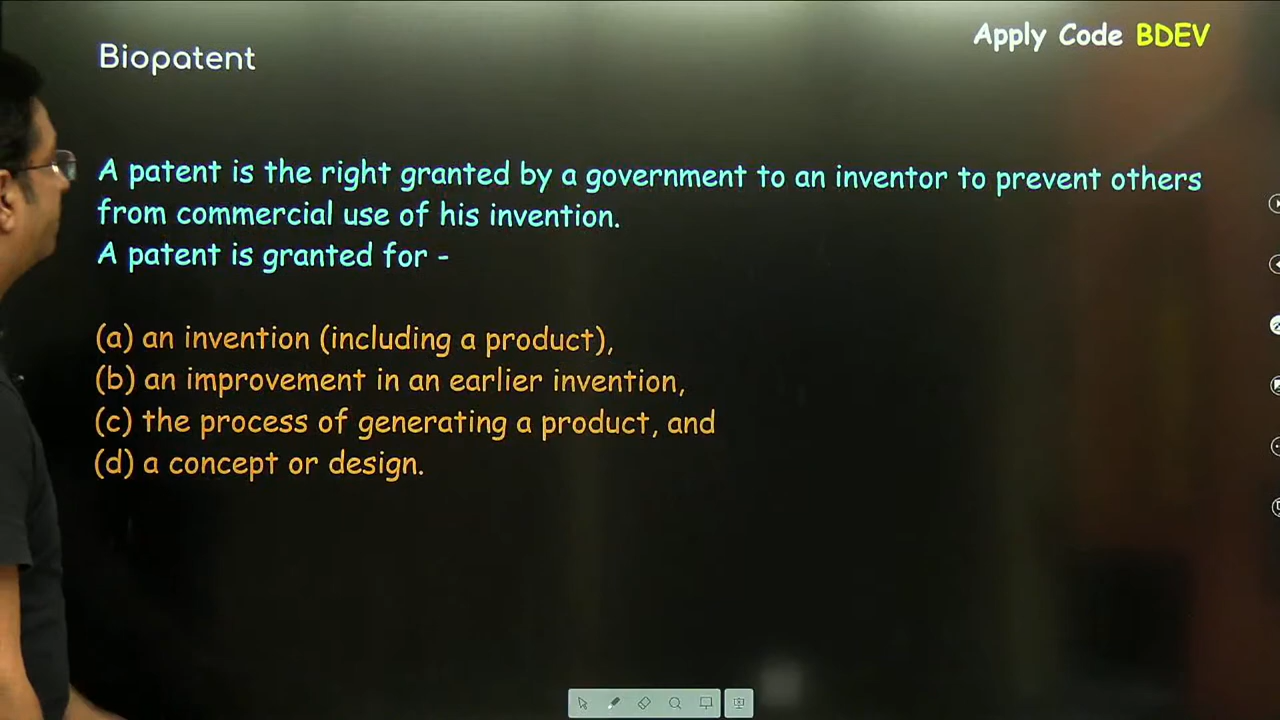 Apply Code BDEV
Biopatent
A patent is the right granted by a government to an inventor to prevent others
from commercial use of his invention.
A patent is granted for -
(a) an invention (including a product),
(b) an improvement in an earlier invention,
(c) the process of generating a product, and
(d) a concept or design.